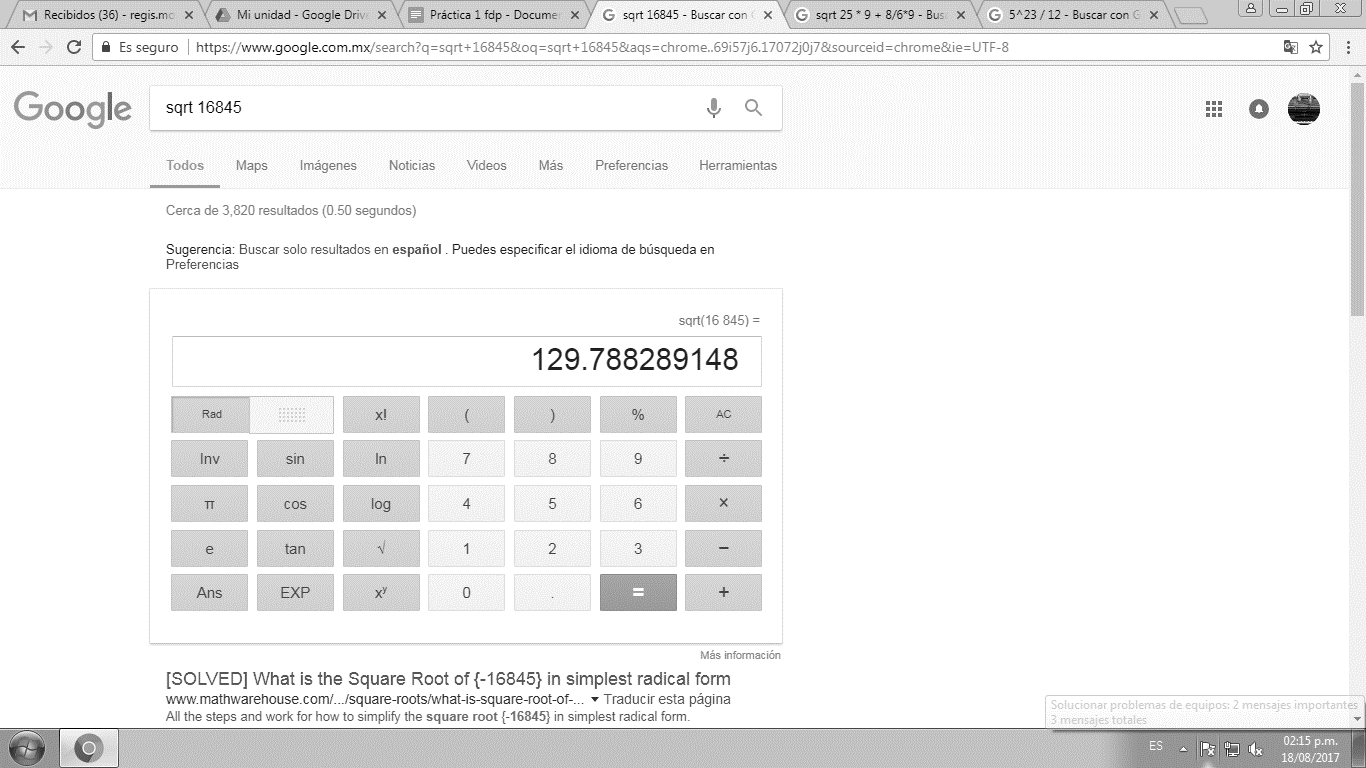 Recibidos (36) - regis.mo
Mi unidad - Google Drive
Práctica 1 fdp - Documen
sqrt 16845 - Buscar con G
sqrt 25 * 9 + 8/6*9 - Bus
5^23 / 12 - Buscar con G
Es seguro
https://www.google.com.mx/search?q=sqrt+16845&oq=sqrt+16845&aqs=chrome..69i57j6.17072j0j7&sourceid=chrome&ie=UTF-8
Google
sqrt 16845
Todos Maps Imágenes Noticias Videos Más Preferencias Herramientas
Cerca de 3,820 resultados (0.50 segundos)
Sugerencia: Buscar solo resultados en español . Puedes especificar el idioma de búsqueda en
Preferencias
sqrt(16 845) =
129.788289148
Rad x! ( ) % AC
Inv sin ln 7 8 9 ÷
π cos log 4 5 6 ×
e tan √ 1 2 3 −
Ans EXP xʸ 0 . = +
Más información
[SOLVED] What is the Square Root of {-16845} in simplest radical form
www.mathwarehouse.com/.../square-roots/what-is-square-root-of-... ▾ Traducir esta página
All the steps and work for how to simplify the square root {-16845} in simplest radical form.
Solucionar problemas de equipos: 2 mensajes importantes
3 mensajes totales
ES
02:15 p.m.
18/08/2017